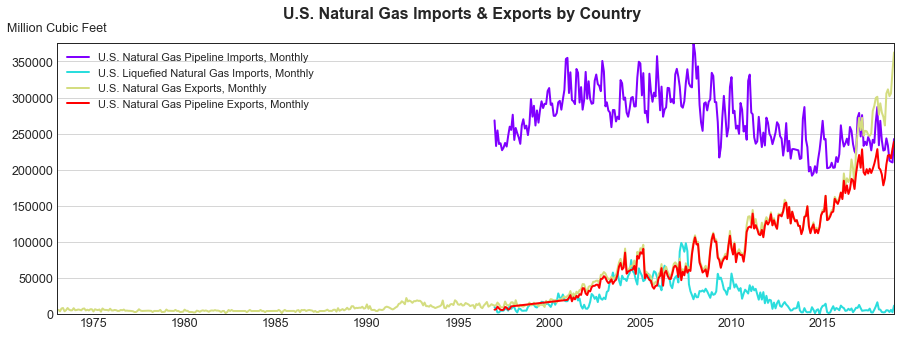 U.S. Natural Gas Imports & Exports by Country
Million Cubic Feet
350000
300000
250000
200000
150000
100000
50000
0
U.S. Natural Gas Pipeline Imports, Monthly
U.S. Liquefied Natural Gas Imports, Monthly
U.S. Natural Gas Exports, Monthly
U.S. Natural Gas Pipeline Exports, Monthly
1975 1980 1985 1990 1995 2000 2005 2010 2015